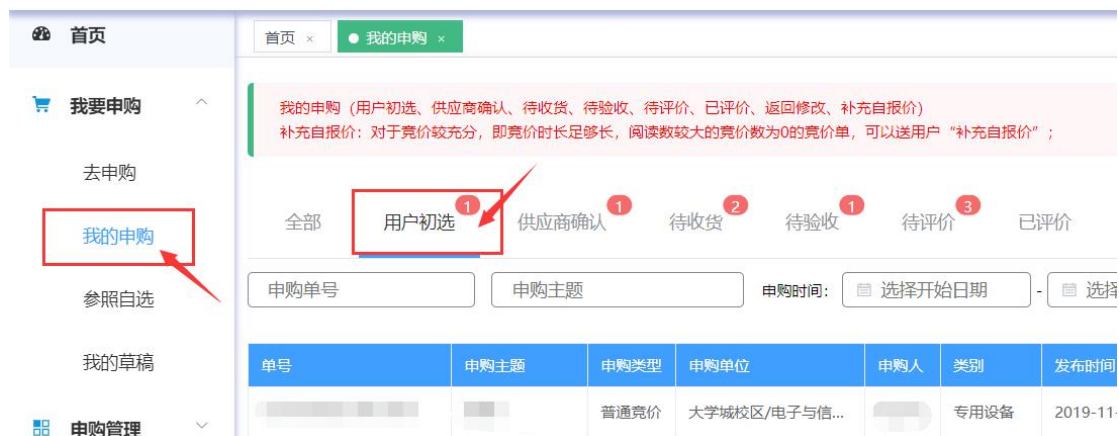 首页
我要申购
去申购
我的申购
参照自选
我的草稿
申购管理
首页 × 我的申购 ×
我的申购（用户初选、供应商确认、待收货、待验收、待评价、已评价、返回修改、补充自报价）
补充自报价：对于竞价较充分，即竞价时长足够长，阅读数较大的竞价数为0的竞价单，可以送用户“补充自报价”；
全部 用户初选 1 供应商确认 1 待收货 2 待验收 1 待评价 3 已评价
申购单号 申购主题 申购时间： 选择开始日期 - 选择
单号 申购主题 申购类型 申购单位 申购人 类别 发布时间
普通竞价 大学城校区/电子与信... 专用设备 2019-11-